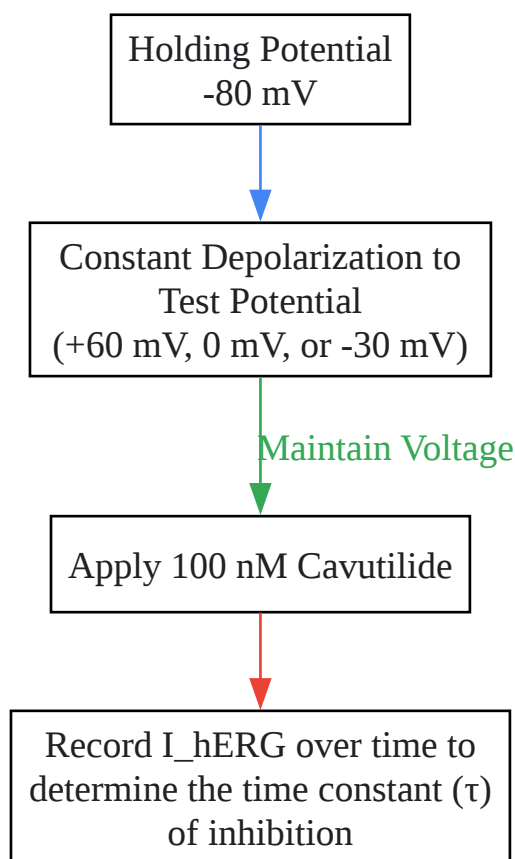 Holding Potential
-80 mV
Constant Depolarization to
Test Potential
(+60 mV, 0 mV, or -30 mV)
Maintain Voltage
Apply 100 nM Cavutilide
Record I_hERG over time to
determine the time constant (τ)
of inhibition